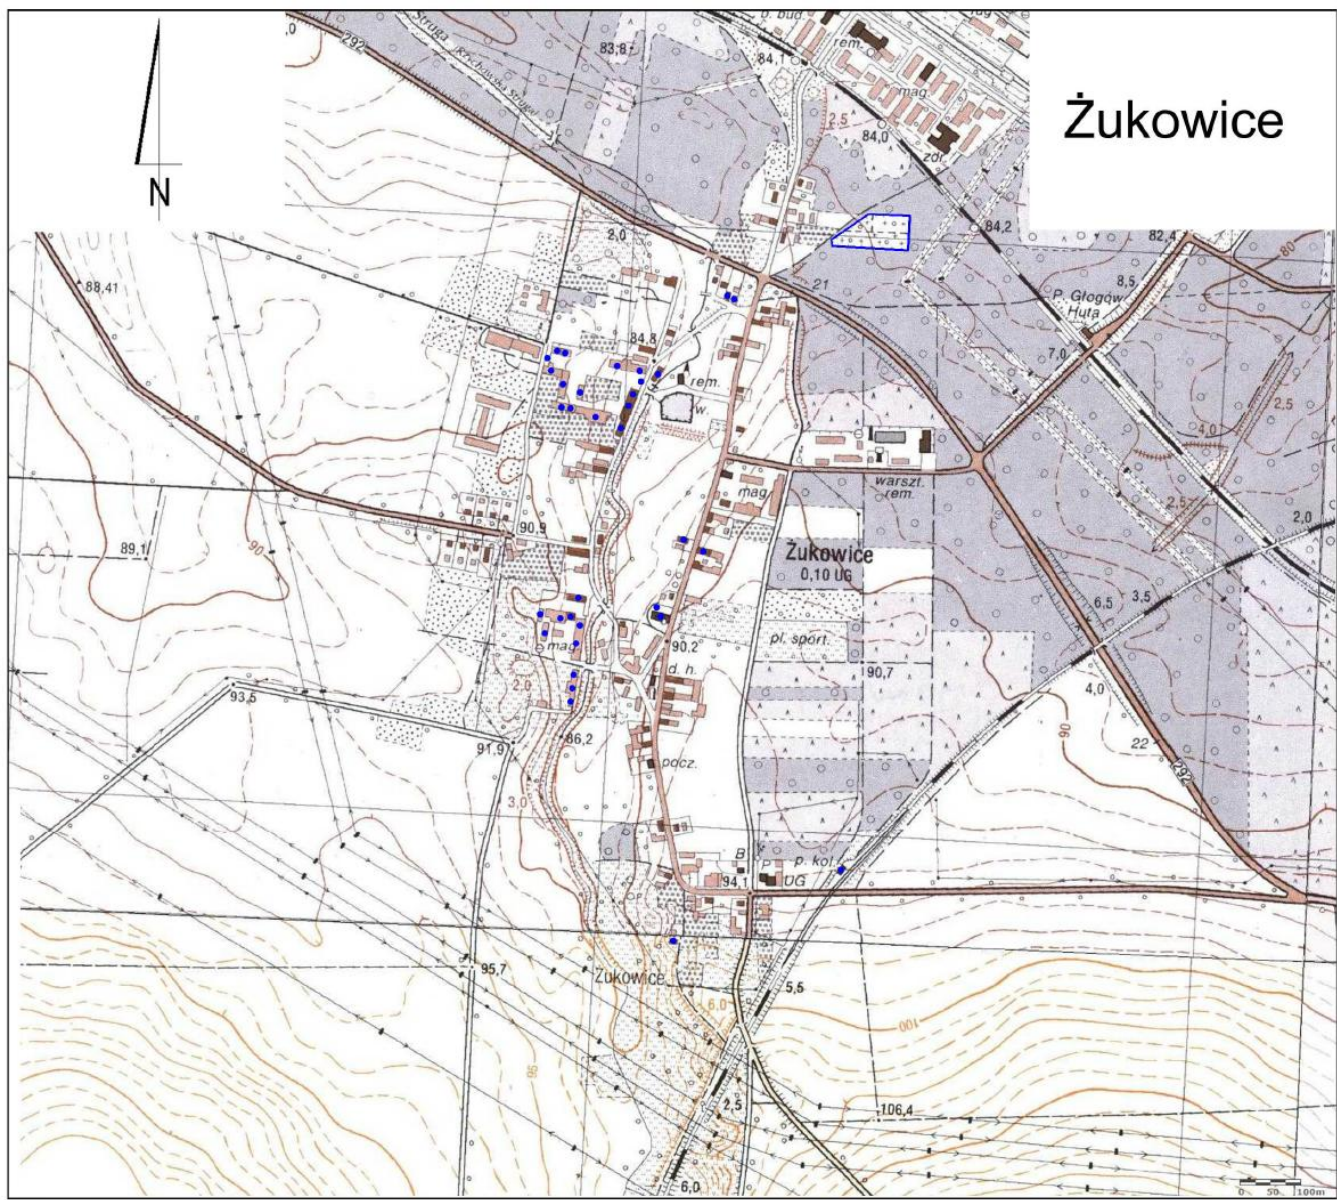 Żukowice
N
292
Struga
Krzychowska Struga
83,8
p. bud
84,1
rem.
mag.
2,5
84,0
zdr.
84,2
82,4
80
8,5
P. Głogów
Huta
7,0
2,0
21
88,41
84,8
rem.
w.
4,0
2,5
2,5
warszt.
rem.
mag.
90,9
89,1
90
Żukowice
0,10 UG
2,0
3,5
6,5
pl. sport.
mag.
90,2
d. h.
90,7
93,5
2,0
4,0
91,9
86,2
90
22
292
pocz.
3,0
B
P
p. kol.
94,1
UG
Żukowice
95,7
5,5
6,0
100
95
2,5
106,4
6,0
0 50 100m